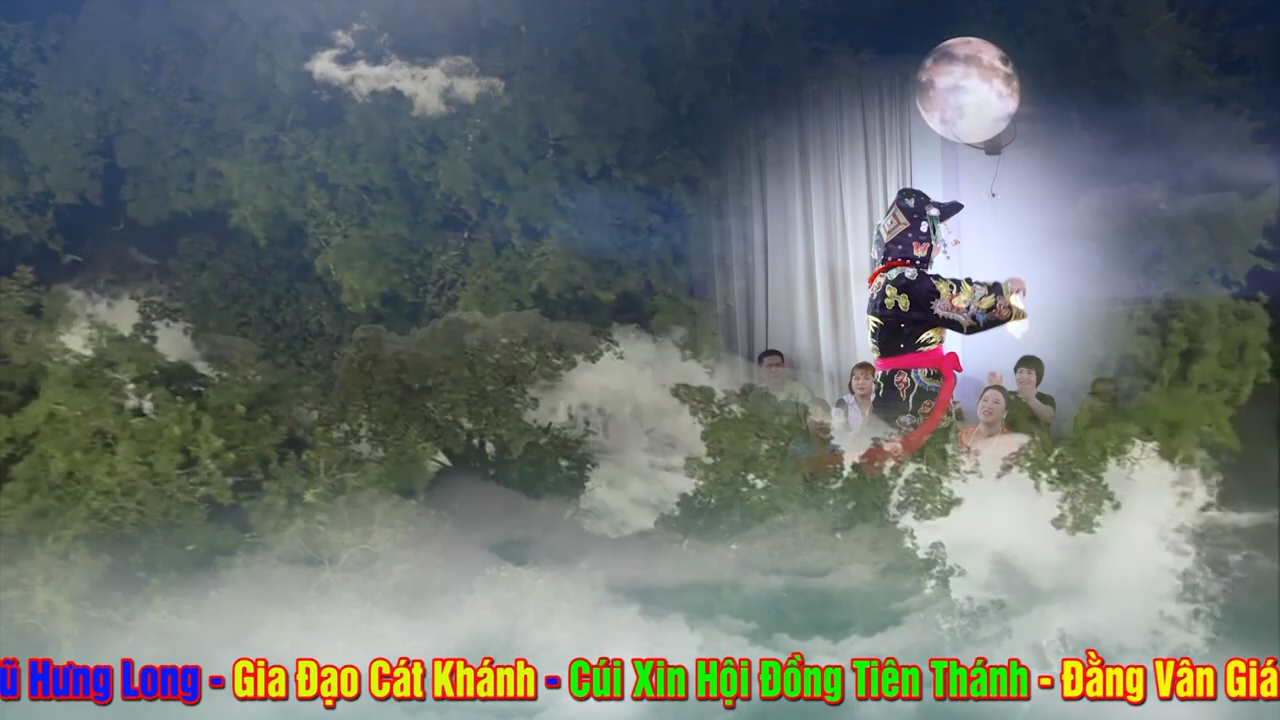 ũ Hưng Long - Gia Đạo Cát Khánh - Cúi Xin Hội Đồng Tiên Thánh - Đằng Vân Giá